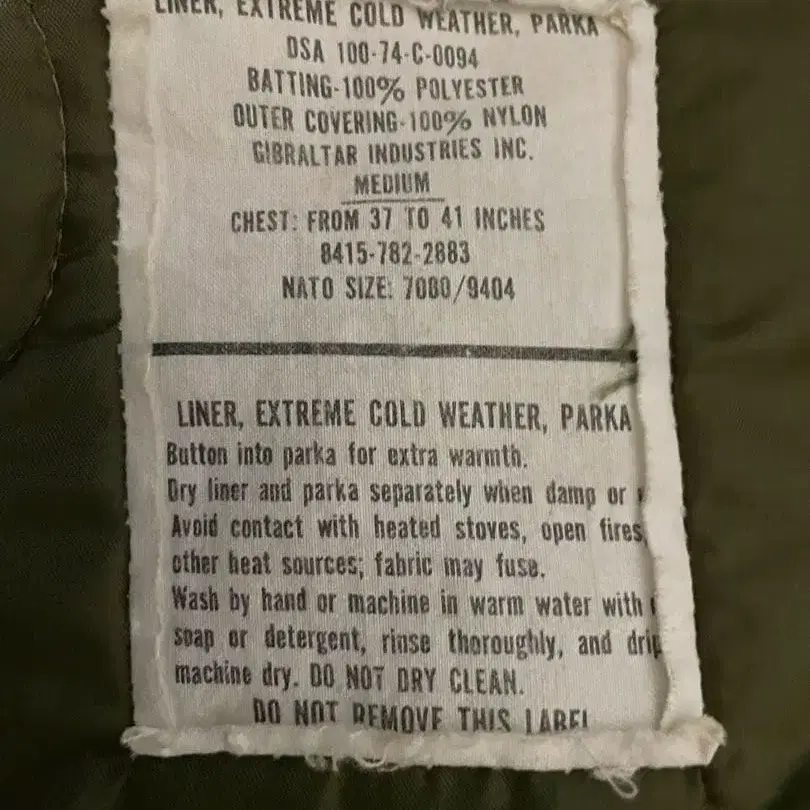 LINER, EXTREME COLD WEATHER, PARKA
DSA 100-74-C-0094
BATTING-100% POLYESTER
OUTER COVERING-100% NYLON
GIBRALTAR INDUSTRIES INC.
MEDIUM
CHEST: FROM 37 TO 41 INCHES
8415-782-2883
NATO SIZE: 7080/9404
LINER, EXTREME COLD WEATHER, PARKA
Button into parka for extra warmth.
Dry liner and parka separately when damp or
Avoid contact with heated stoves, open fires,
other heat sources; fabric may fuse.
Wash by hand or machine in warm water with
soap or detergent, rinse thoroughly, and drip
machine dry. DO NOT DRY CLEAN.
DO NOT REMOVE THIS LABEL